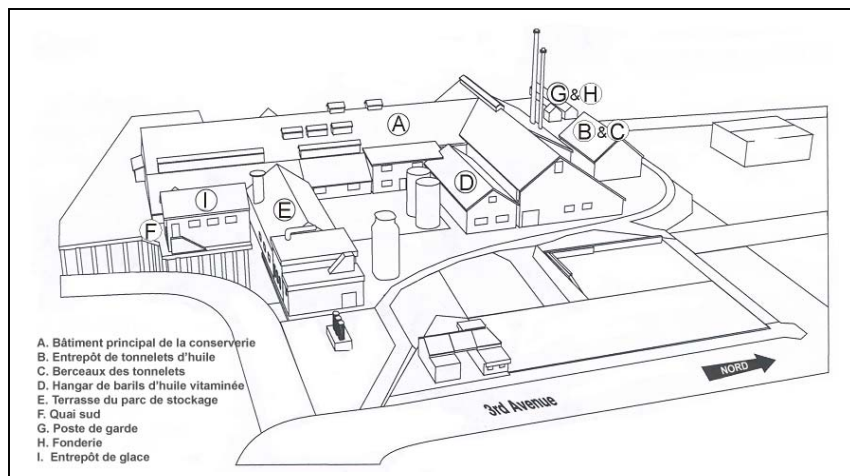 G & H
B & C
A
D
I
E
F
A. Bâtiment principal de la conserverie
B. Entrepôt de tonnelets d'huile
C. Berceaux des tonnelets
D. Hangar de barils d'huile vitaminée
E. Terrasse du parc de stockage
F. Quai sud
G. Poste de garde
H. Fonderie
I. Entrepôt de glace
3rd Avenue
NORD